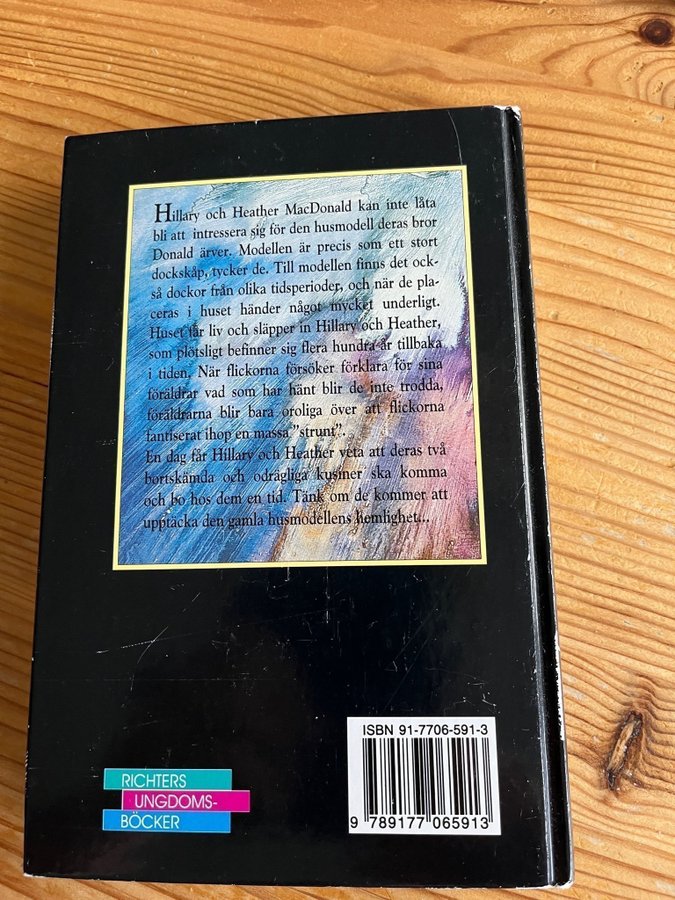 Hillary och Heather MacDonald kan inte låta
bli att intressera sig för den husmodell deras bror
Donald ärver. Modellen är precis som ett stort
dockskåp, tycker de. Till modellen finns det ock-
så dockor från olika tidsperioder, och när de pla-
ceras i huset händer något mycket underligt.
Huset får liv och släpper in Hillary och Heather,
som plötsligt befinner sig flera hundra år tillbaka
i tiden. När flickorna försöker förklara för sina
föräldrar vad som har hänt blir de inte trodda,
föräldrarna blir bara oroliga över att flickorna
fantiserat ihop en massa "strunt".
En dag får Hillary och Heather veta att deras två
bortskämda och odrägliga kusiner ska komma
och bo hos dem en tid. Tänk om de kommer att
upptäcka den gamla husmodellens hemlighet...
ISBN 91-7706-591-3
9 789177 065913
RICHTERS
UNGDOMS-
BÖCKER